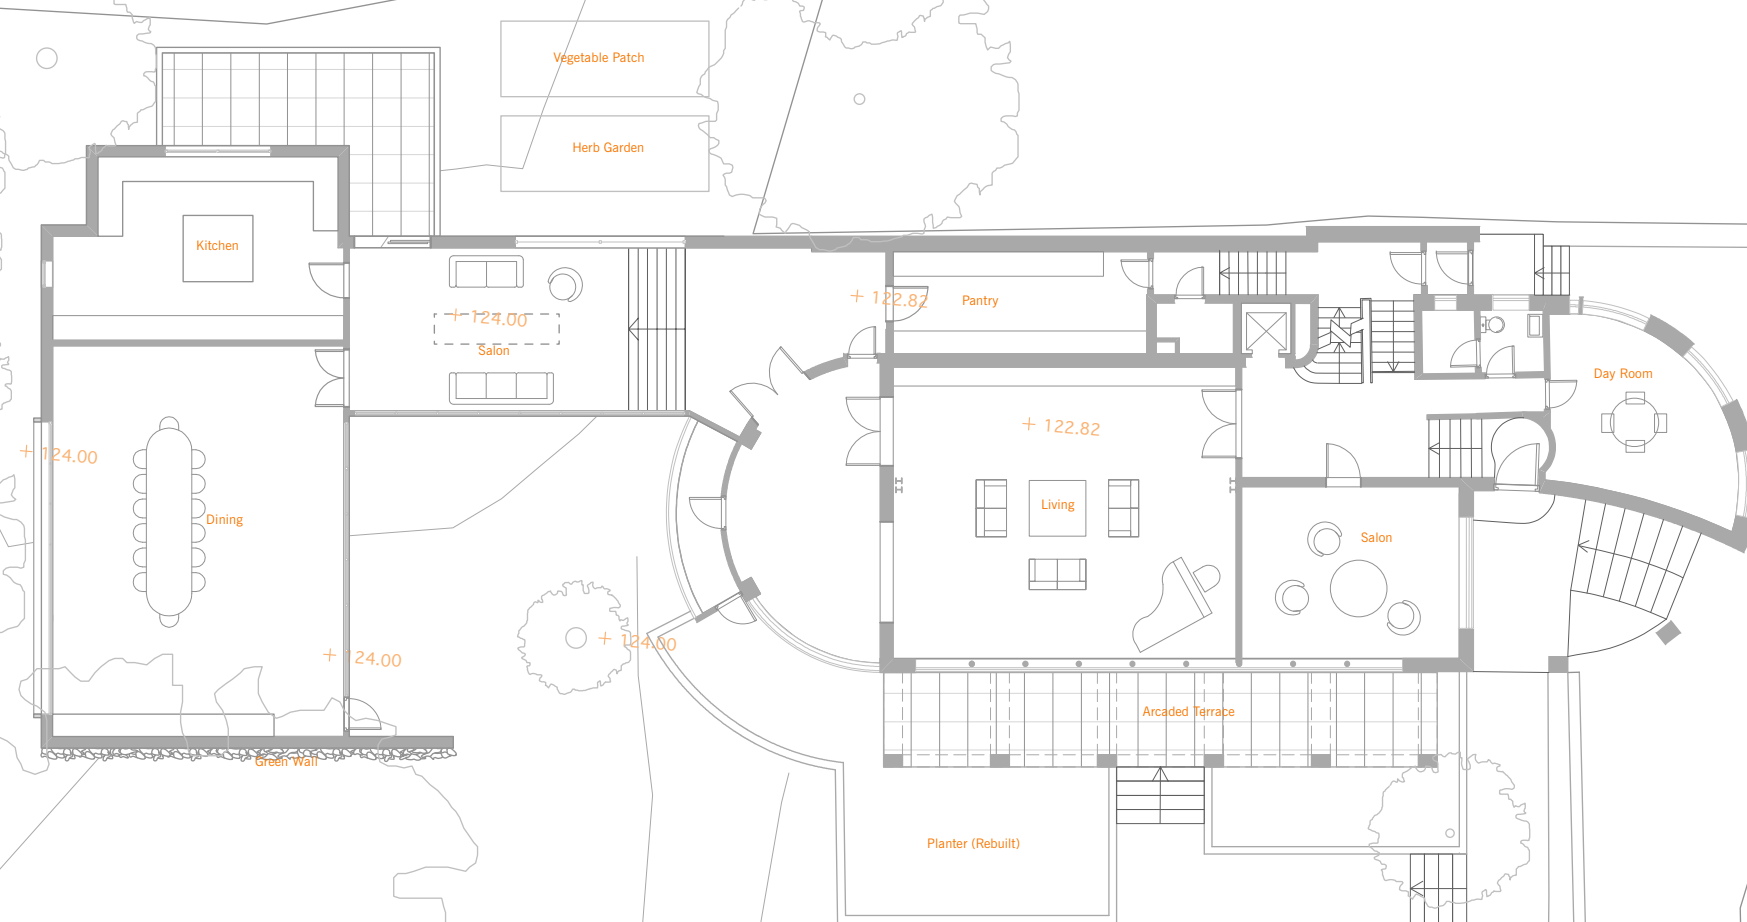 Vegetable Patch
Herb Garden
Kitchen
+ 122.82
Pantry
+ 124.00
Salon
Day Room
+ 122.82
+ 124.00
Living
Dining
Salon
+ 124.00
+ 124.00
Arcaded Terrace
Green Wall
Planter (Rebuilt)